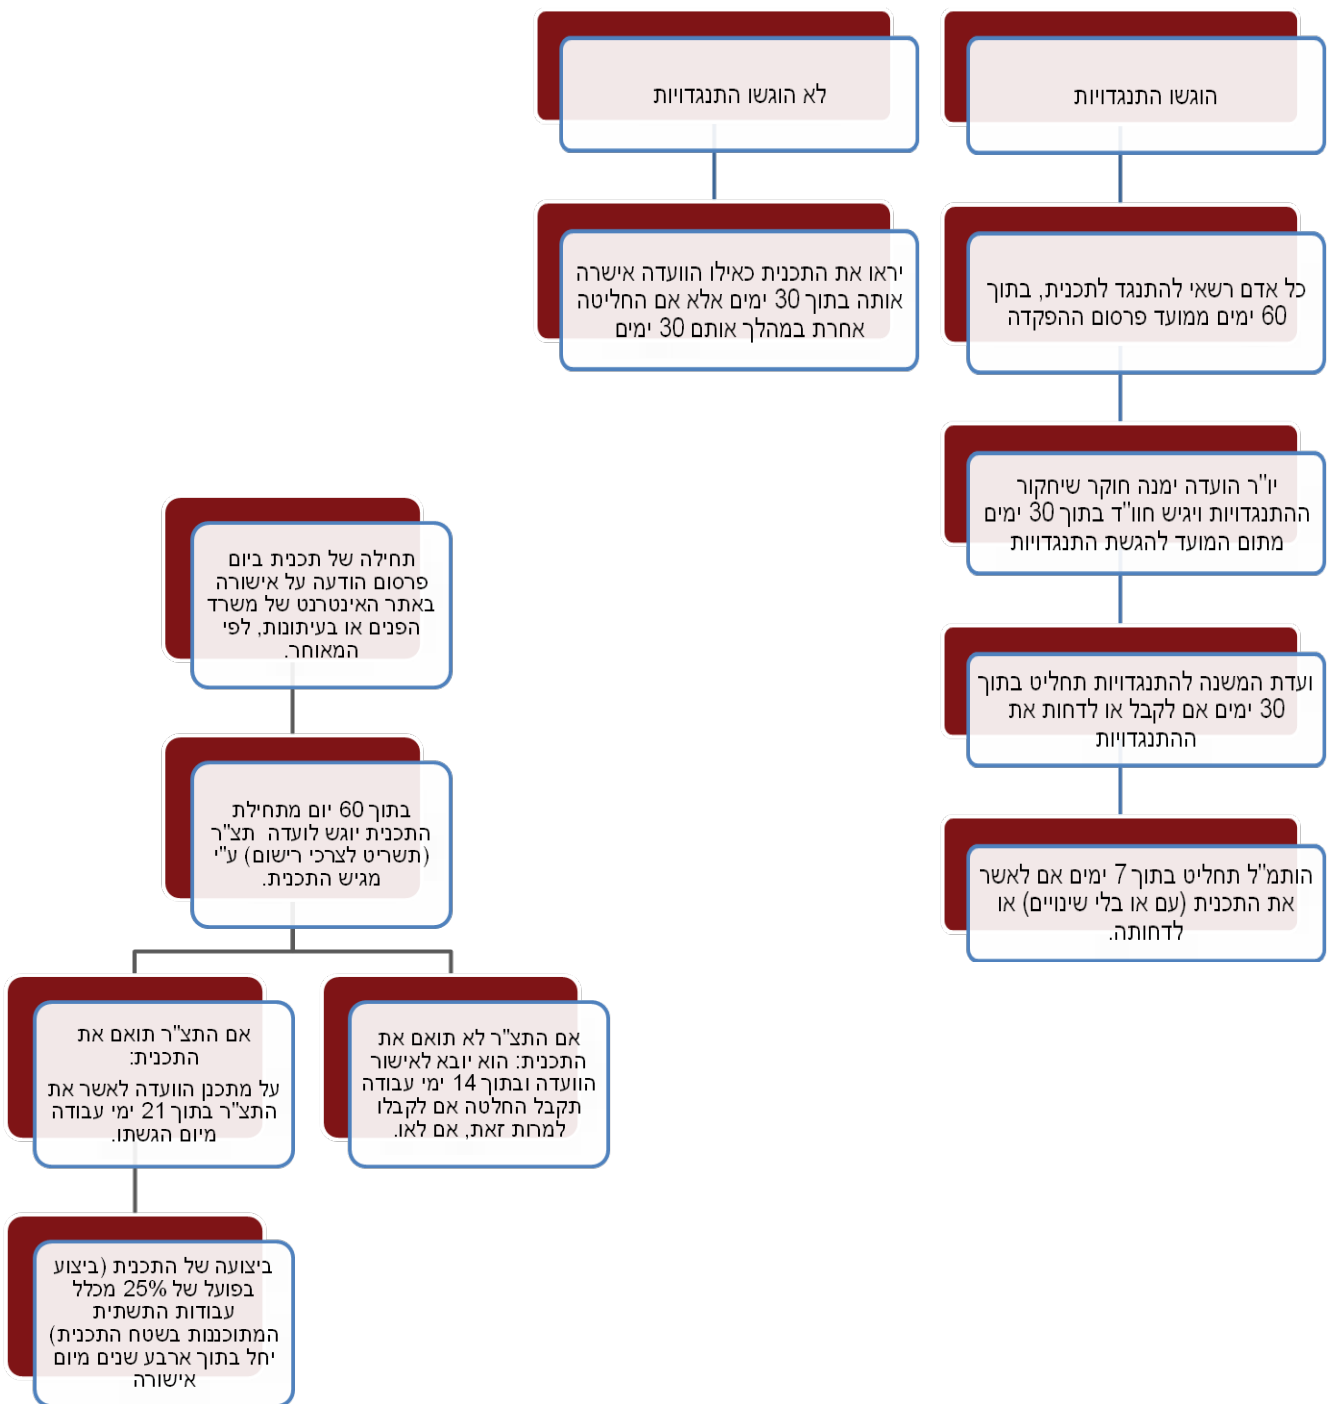 הוגשו התנגדויות
כל אדם רשאי להתנגד לתכנית, בתוך
60 ימים ממועד פרסום ההפקדה
יו"ר הועדה ימנה חוקר שיחקור
ההתנגדויות ויגיש חוו"ד בתוך 30 ימים
מתום המועד להגשת התנגדויות
ועדת המשנה להתנגדויות תחליט בתוך
30 ימים אם לקבל או לדחות את
ההתנגדויות
הותמ"ל תחליט בתוך 7 ימים אם לאשר
את התכנית (עם או בלי שינויים) או
לדחותה.
לא הוגשו התנגדויות
יראו את התכנית כאילו הוועדה אישרה
אותה בתוך 30 ימים אלא אם החליטה
אחרת במהלך אותם 30 ימים
תחילה של תכנית ביום
פרסום הודעה על אישורה
באתר האינטרנט של משרד
הפנים או בעיתונות, לפי
המאוחר.
בתוך 60 יום מתחילת
התכנית יוגש לועדה תצ"ר
(תשריט לצרכי רישום) ע"י
מגיש התכנית.
אם התצ"ר לא תואם את
התכנית: הוא יובא לאישור
הוועדה ובתוך 14 ימי עבודה
תקבל החלטה אם לקבלו
למרות זאת, אם לאו.
אם התצ"ר תואם את
התכנית:
על מתכנן הוועדה לאשר את
התצ"ר בתוך 21 ימי עבודה
מיום הגשתו.
ביצועה של התכנית (ביצוע
בפועל של 25% מכלל
עבודות התשתית
המתוכננות בשטח התכנית)
יחל בתוך ארבע שנים מיום
אישורה